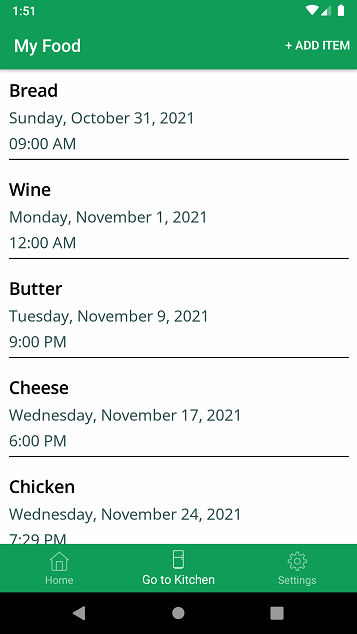 1:51
My Food
+ ADD ITEM
Bread
Sunday, October 31, 2021
09:00 AM
Wine
Monday, November 1, 2021
12:00 AM
Butter
Tuesday, November 9, 2021
9:00 PM
Cheese
Wednesday, November 17, 2021
6:00 PM
Chicken
Wednesday, November 24, 2021
7:29 PM
Home
Go to Kitchen
Settings